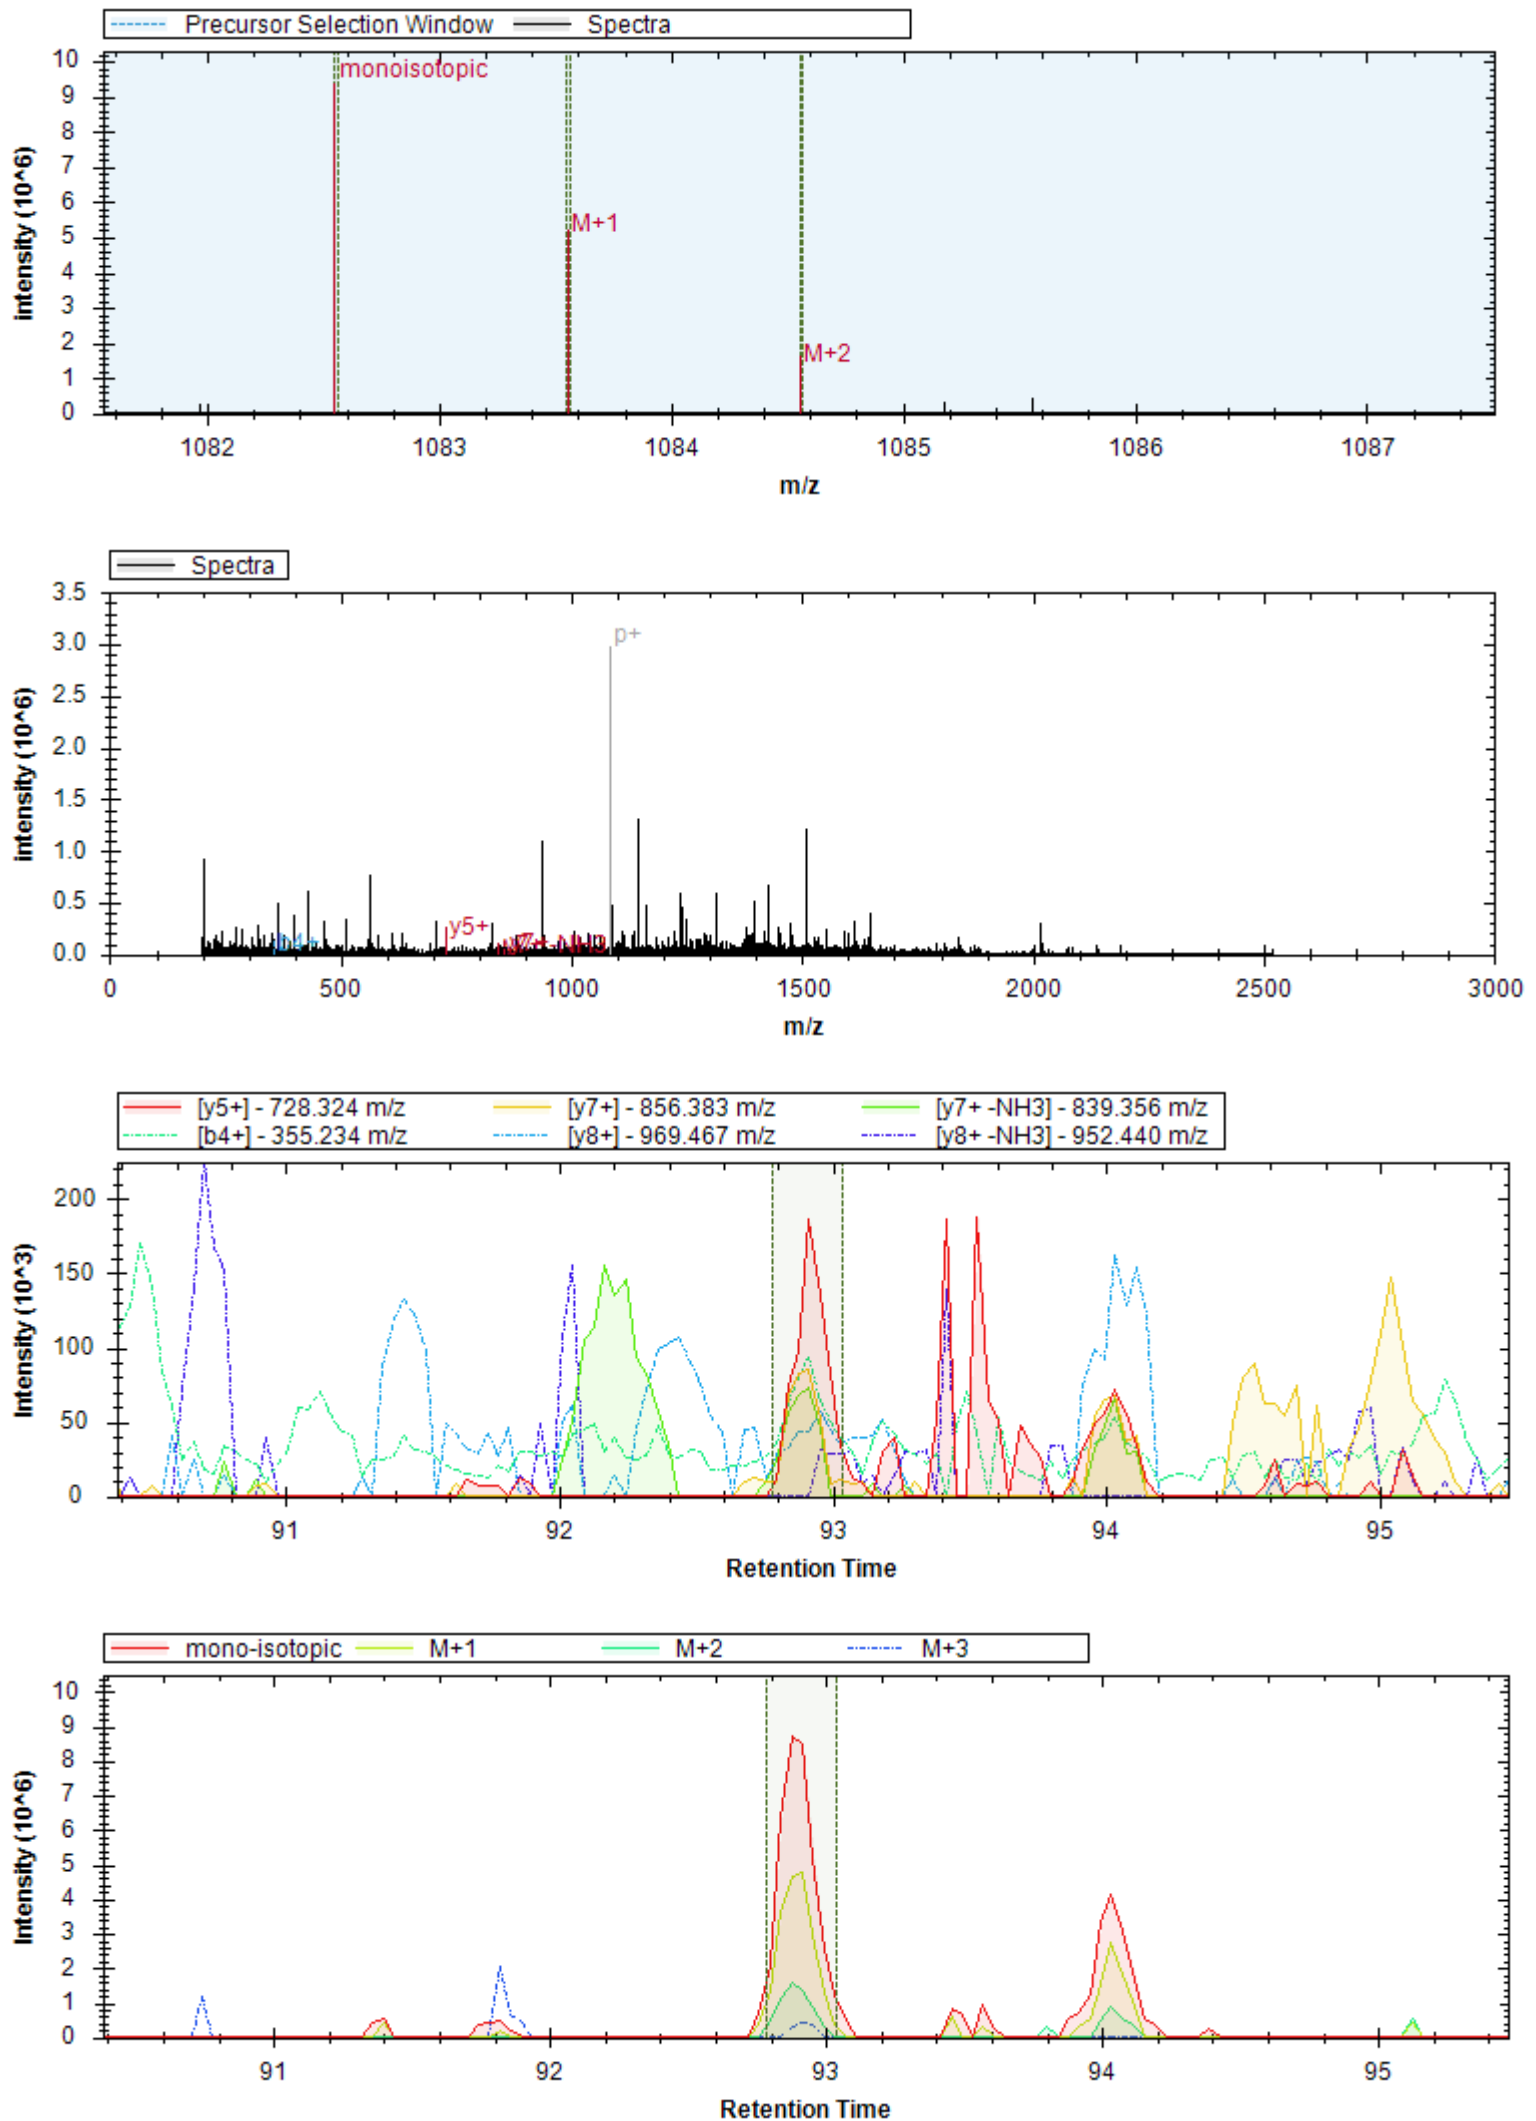 Precursor Selection Window Spectra
10
9
8
7
6
5
4
3
2
1
0
intensity (10^6)
monoisotopic
M+1
M+2
1082 1083 1084 1085 1086 1087
m/z
Spectra
3.5
3.0
2.5
2.0
1.5
1.0
0.5
0.0
intensity (10^6)
p+
b4+
y5+
0 500 1000 1500 2000 2500 3000
m/z
[y5+] - 728.324 m/z [y7+] - 856.383 m/z [y7+ -NH3] - 839.356 m/z
[b4+] - 355.234 m/z [y8+] - 969.467 m/z [y8+ -NH3] - 952.440 m/z
200
150
100
50
0
Intensity (10^3)
91 92 93 94 95
Retention Time
mono-isotopic M+1 M+2 M+3
10
9
8
7
6
5
4
3
2
1
0
Intensity (10^6)
91 92 93 94 95
Retention Time